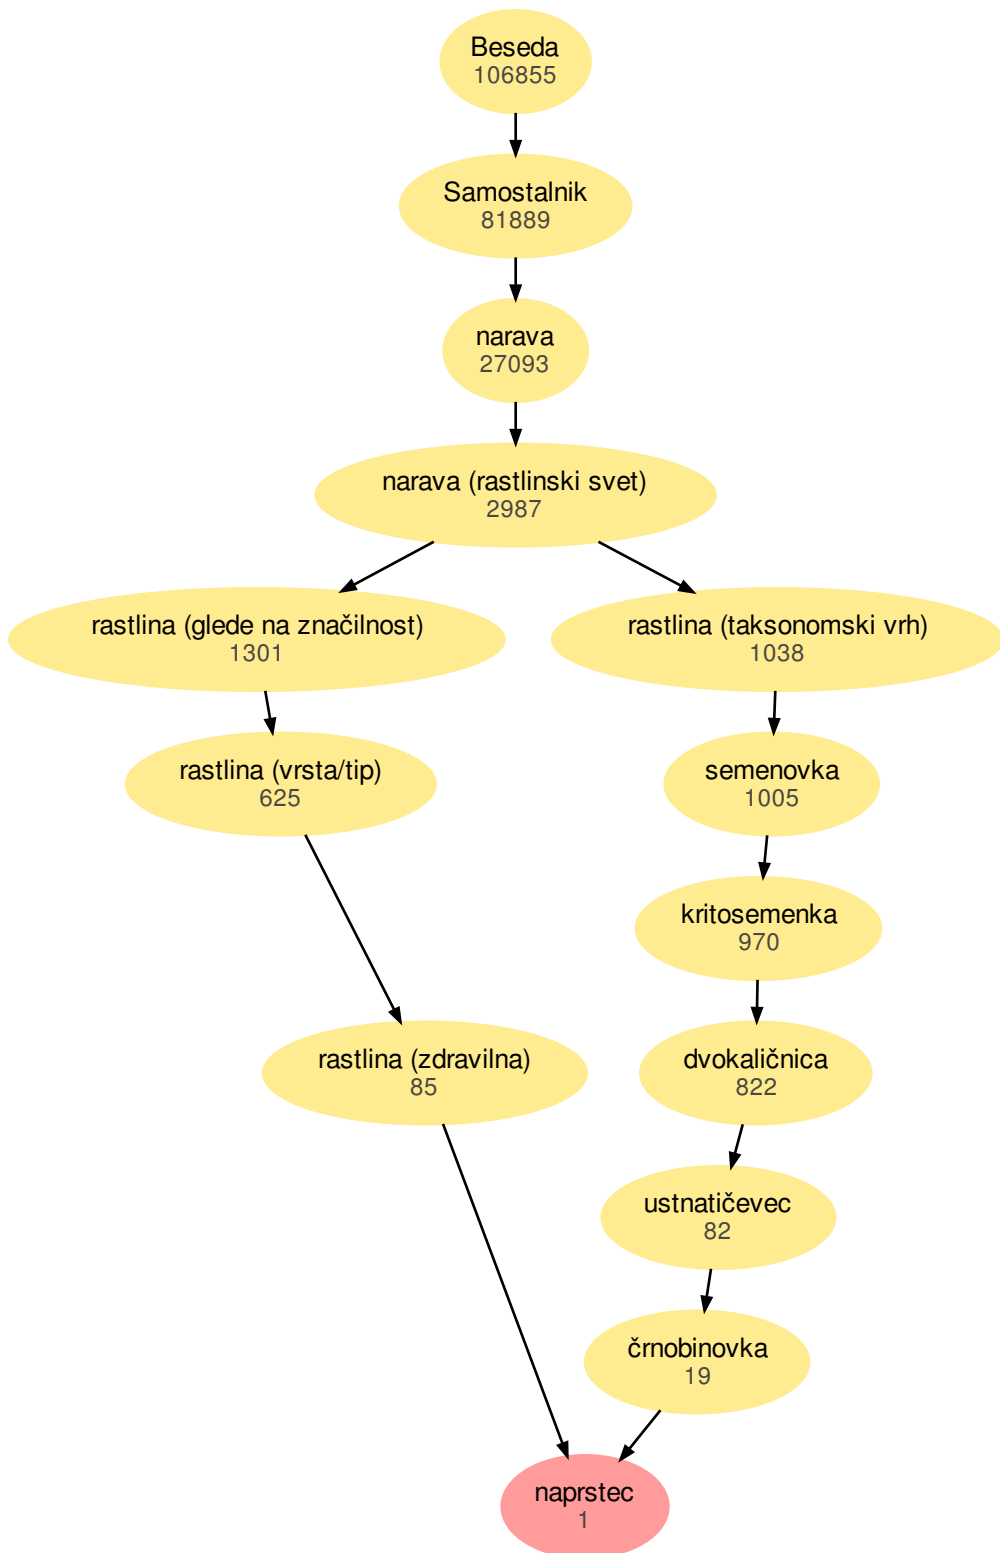 Beseda
106855
Samostalnik
81889
narava
27093
narava (rastlinski svet)
2987
rastlina (glede na značilnost)
1301
rastlina (taksonomski vrh)
1038
rastlina (vrsta/tip)
625
semenovka
1005
kritosemenka
970
rastlina (zdravilna)
85
dvokaličnica
822
ustnatičevec
82
črnobinovka
19
naprstec
1